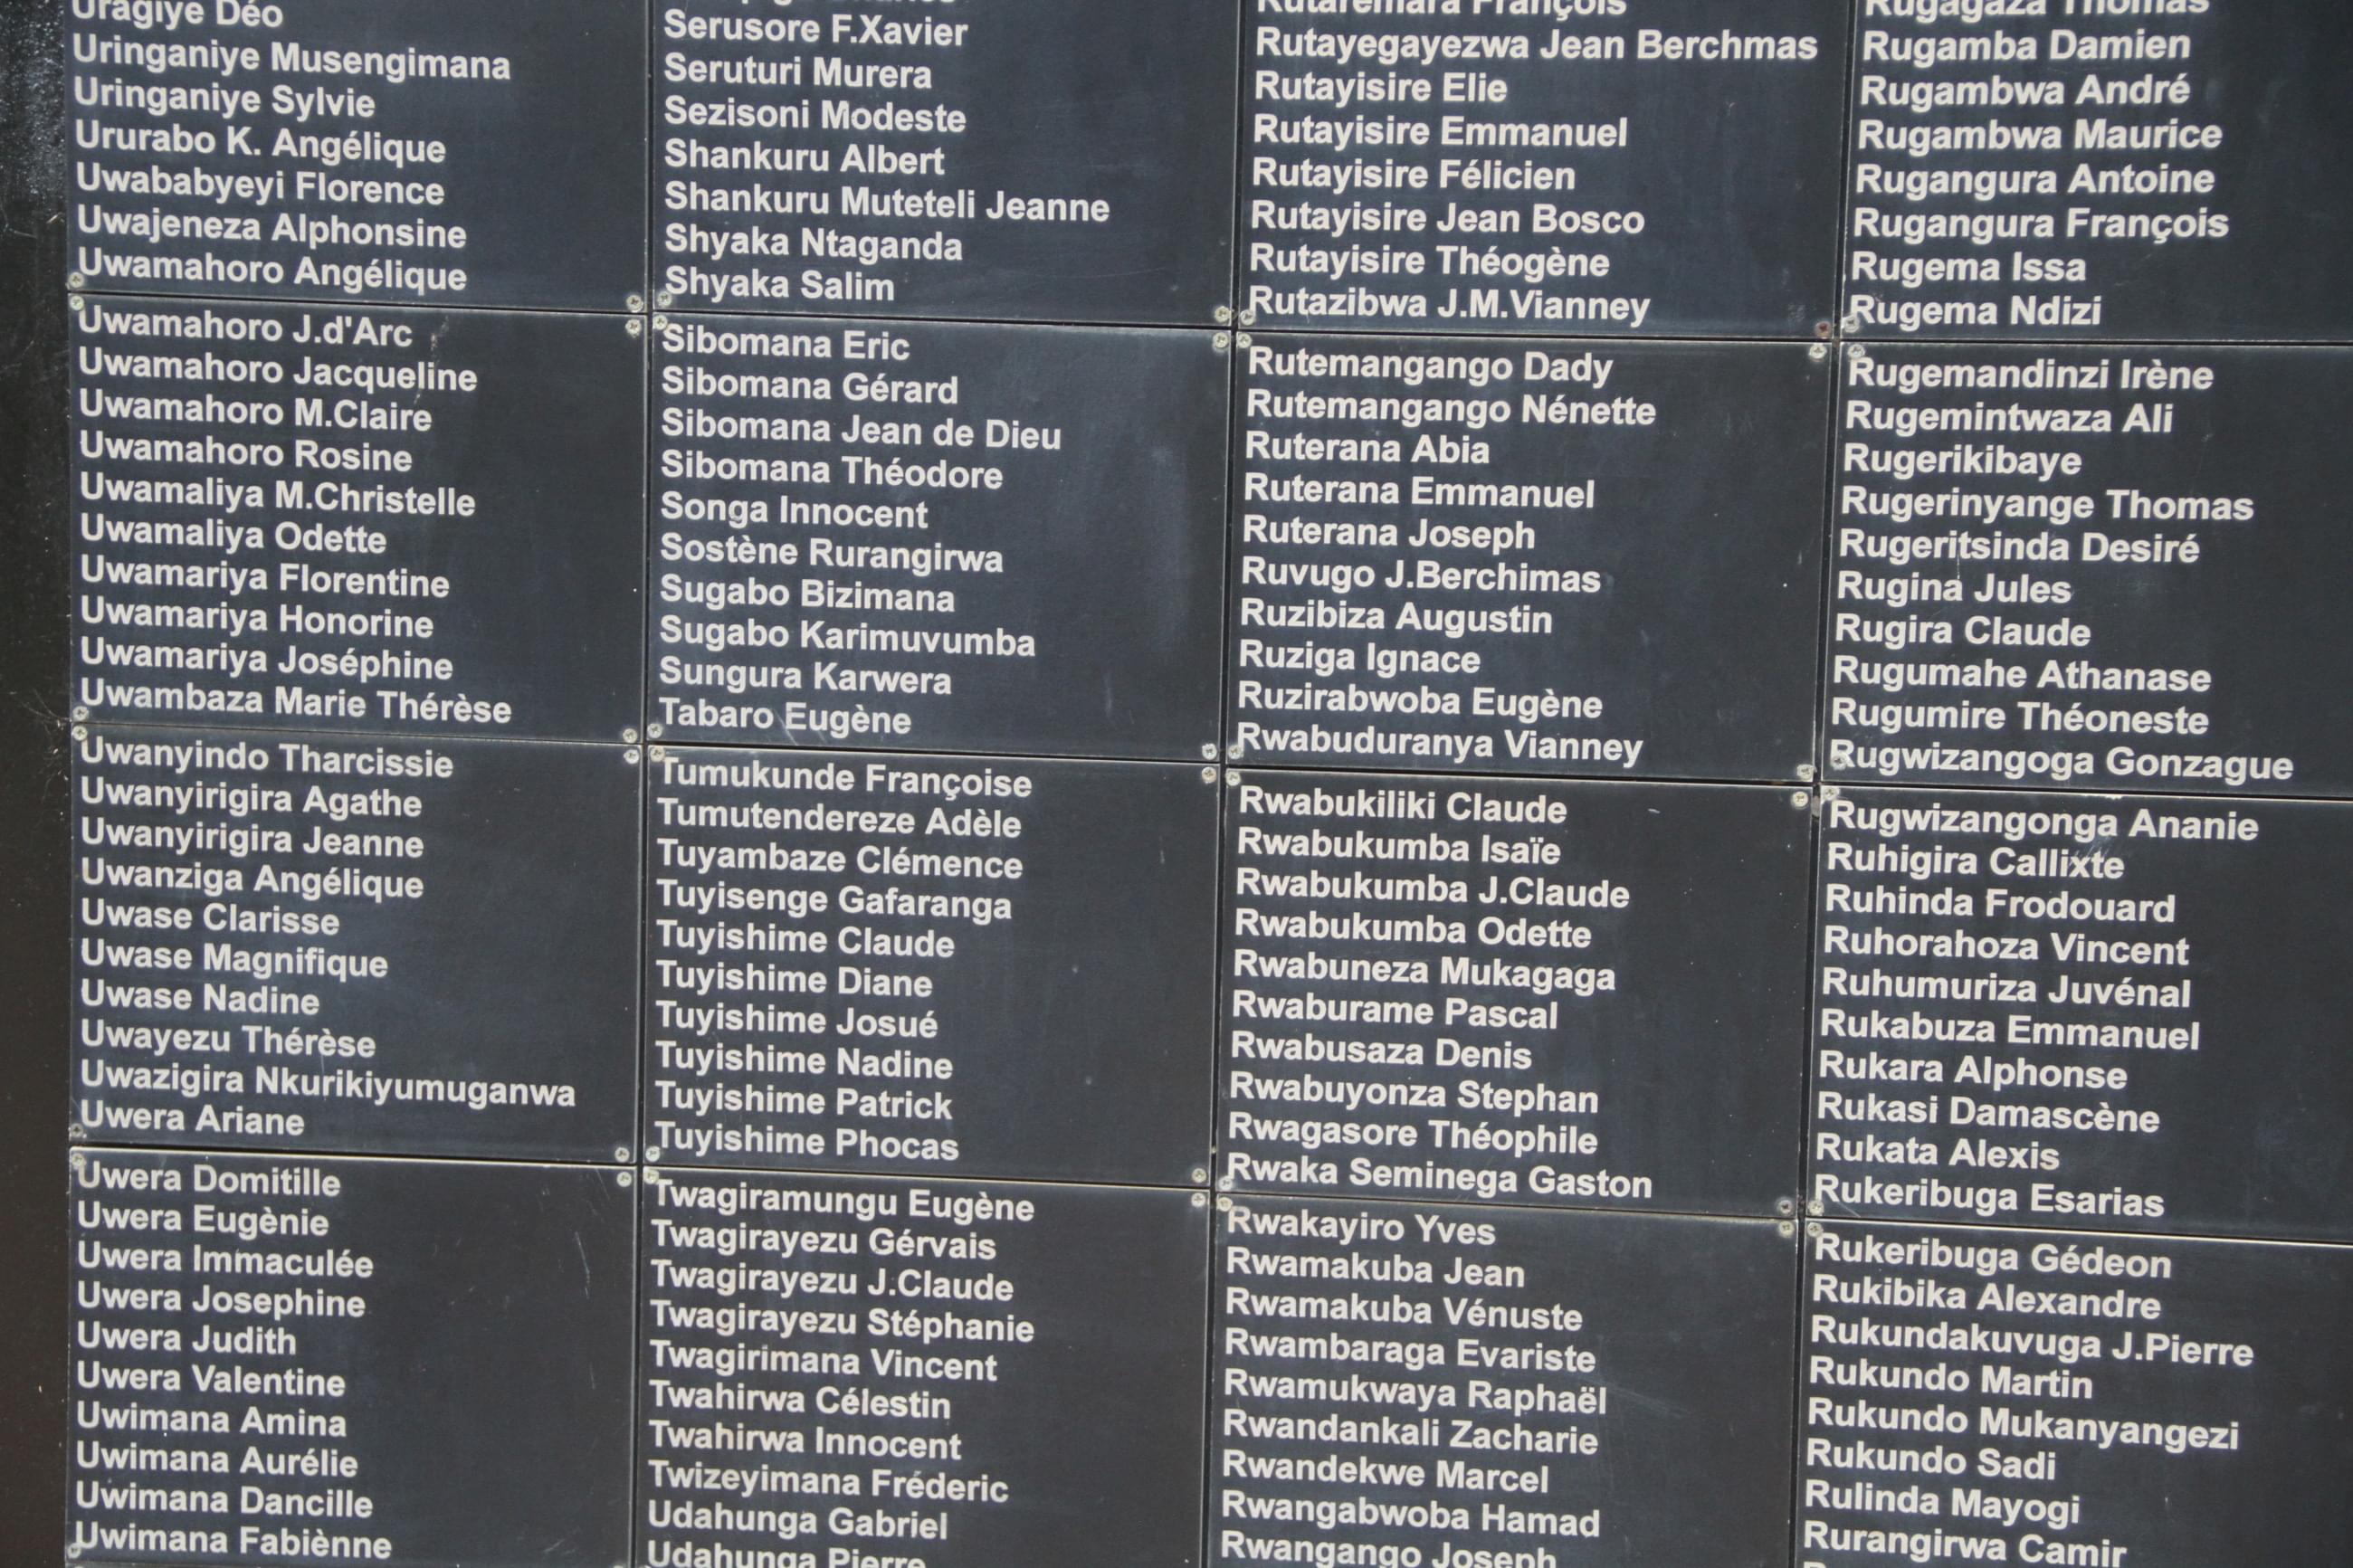 Uragiye Déo
Uringaniye Musengimana
Uringaniye Sylvie
Ururabo K. Angélique
Uwababyeyi Florence
Uwajeneza Alphonsine
Uwamahoro Angélique
Uwamahoro J.d'Arc
Uwamahoro Jacqueline
Uwamahoro M.Claire
Uwamahoro Rosine
Uwamaliya M.Christelle
Uwamaliya Odette
Uwamariya Florentine
Uwamariya Honorine
Uwamariya Joséphine
Uwambaza Marie Thérèse
Uwanyindo Tharcissie
Uwanyirigira Agathe
Uwanyirigira Jeanne
Uwanziga Angélique
Uwase Clarisse
Uwase Magnifique
Uwase Nadine
Uwayezu Thérèse
Uwazigira Nkurikiyumuganwa
Uwera Ariane
Uwera Domitille
Uwera Eugènie
Uwera Immaculée
Uwera Josephine
Uwera Judith
Uwera Valentine
Uwimana Amina
Uwimana Aurélie
Uwimana Dancille
Uwimana Fabiènne
Serusore F.Xavier
Seruturi Murera
Sezisoni Modeste
Shankuru Albert
Shankuru Muteteli Jeanne
Shyaka Ntaganda
Shyaka Salim
Sibomana Eric
Sibomana Gérard
Sibomana Jean de Dieu
Sibomana Théodore
Songa Innocent
Sostène Rurangirwa
Sugabo Bizimana
Sugabo Karimuvumba
Sungura Karwera
Tabaro Eugène
Tumukunde Françoise
Tumutendereze Adèle
Tuyambaze Clémence
Tuyisenge Gafaranga
Tuyishime Claude
Tuyishime Diane
Tuyishime Josué
Tuyishime Nadine
Tuyishime Patrick
Tuyishime Phocas
Twagiramungu Eugène
Twagirayezu Gérvais
Twagirayezu J.Claude
Twagirayezu Stéphanie
Twagirimana Vincent
Twahirwa Célestin
Twahirwa Innocent
Twizeyimana Fréderic
Udahunga Gabriel
Udahunga Pierre
Rutaremara François
Rutayegayezwa Jean Berchmas
Rutayisire Elie
Rutayisire Emmanuel
Rutayisire Félicien
Rutayisire Jean Bosco
Rutayisire Théogène
Rutazibwa J.M.Vianney
Rutemangango Dady
Rutemangango Nénette
Ruterana Abia
Ruterana Emmanuel
Ruterana Joseph
Ruvugo J.Berchimas
Ruzibiza Augustin
Ruziga Ignace
Ruzirabwoba Eugène
Rwabuduranya Vianney
Rwabukiliki Claude
Rwabukumba Isaïe
Rwabukumba J.Claude
Rwabukumba Odette
Rwabuneza Mukagaga
Rwaburame Pascal
Rwabusaza Denis
Rwabuyonza Stephan
Rwagasore Théophile
Rwaka Seminega Gaston
Rwakayiro Yves
Rwamakuba Jean
Rwamakuba Vénuste
Rwambaraga Evariste
Rwamukwaya Raphaël
Rwandankali Zacharie
Rwandekwe Marcel
Rwangabwoba Hamad
Rwangango Joseph
Rugagaza Thomas
Rugamba Damien
Rugambwa André
Rugambwa Maurice
Rugangura Antoine
Rugangura François
Rugema Issa
Rugema Ndizi
Rugemandinzi Irène
Rugemintwaza Ali
Rugerikibaye
Rugerinyange Thomas
Rugeritsinda Desiré
Rugina Jules
Rugira Claude
Rugumahe Athanase
Rugumire Théoneste
Rugwizangoga Gonzague
Rugwizangonga Ananie
Ruhigira Callixte
Ruhinda Frodouard
Ruhorahoza Vincent
Ruhumuriza Juvénal
Rukabuza Emmanuel
Rukara Alphonse
Rukasi Damascène
Rukata Alexis
Rukeribuga Esarias
Rukeribuga Gédeon
Rukibika Alexandre
Rukundakuvuga J.Pierre
Rukundo Martin
Rukundo Mukanyangezi
Rukundo Sadi
Rulinda Mayogi
Rurangirwa Camir